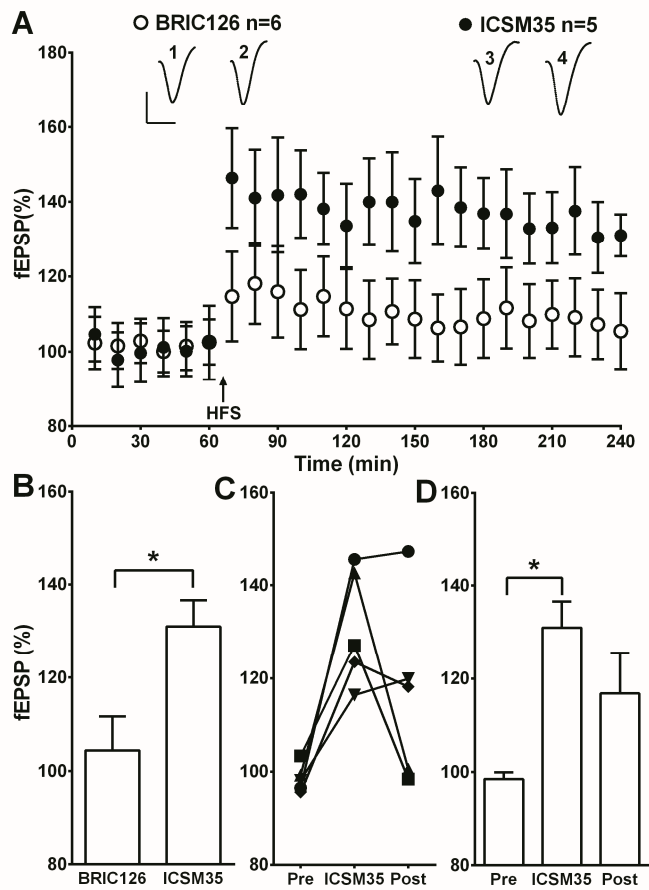 A
BRIC126 n=6
ICSM35 n=5
1 2 3 4
180
160
140
120
100
80
fEPSP(%)
HFS
0 30 60 90 120 150 180 210 240
Time (min)
B
160
140
120
100
80
fEPSP (%)
*
BRIC126 ICSM35
C
160
140
120
100
80
Pre ICSM35 Post
D
160
140
120
100
80
*
Pre ICSM35 Post